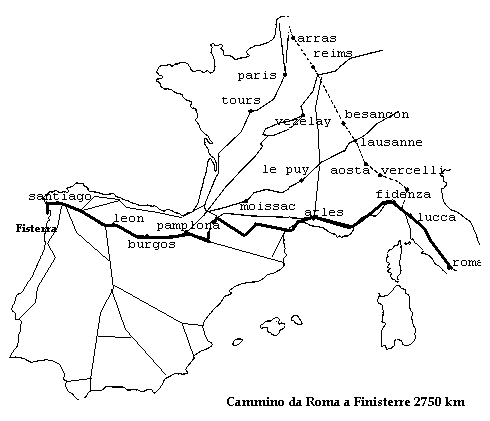 arras
reims
paris
tours
vezelay
besancon
lausanne
le puy
aosta vercelli
fidenza
santiago
moissac
arles
lucca
leon
pamplona
Fisterra
burgos
roma
Cammino da Roma a Finisterre 2750 km